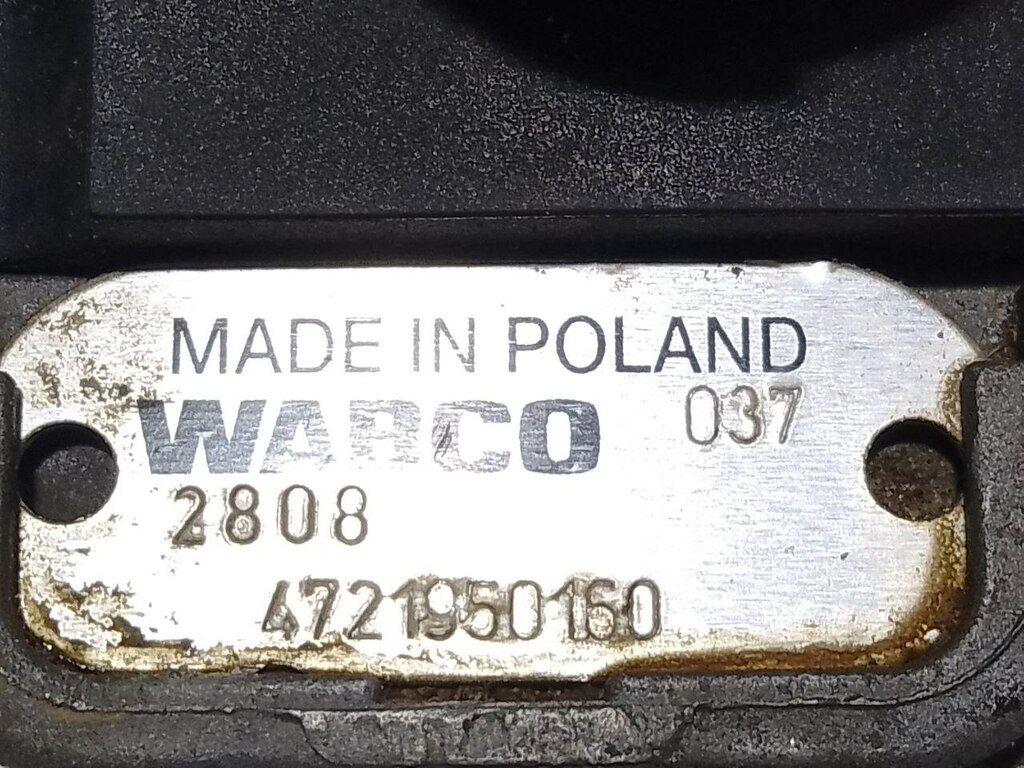 MADE IN POLAND
WABCO 037
2808
4721950160